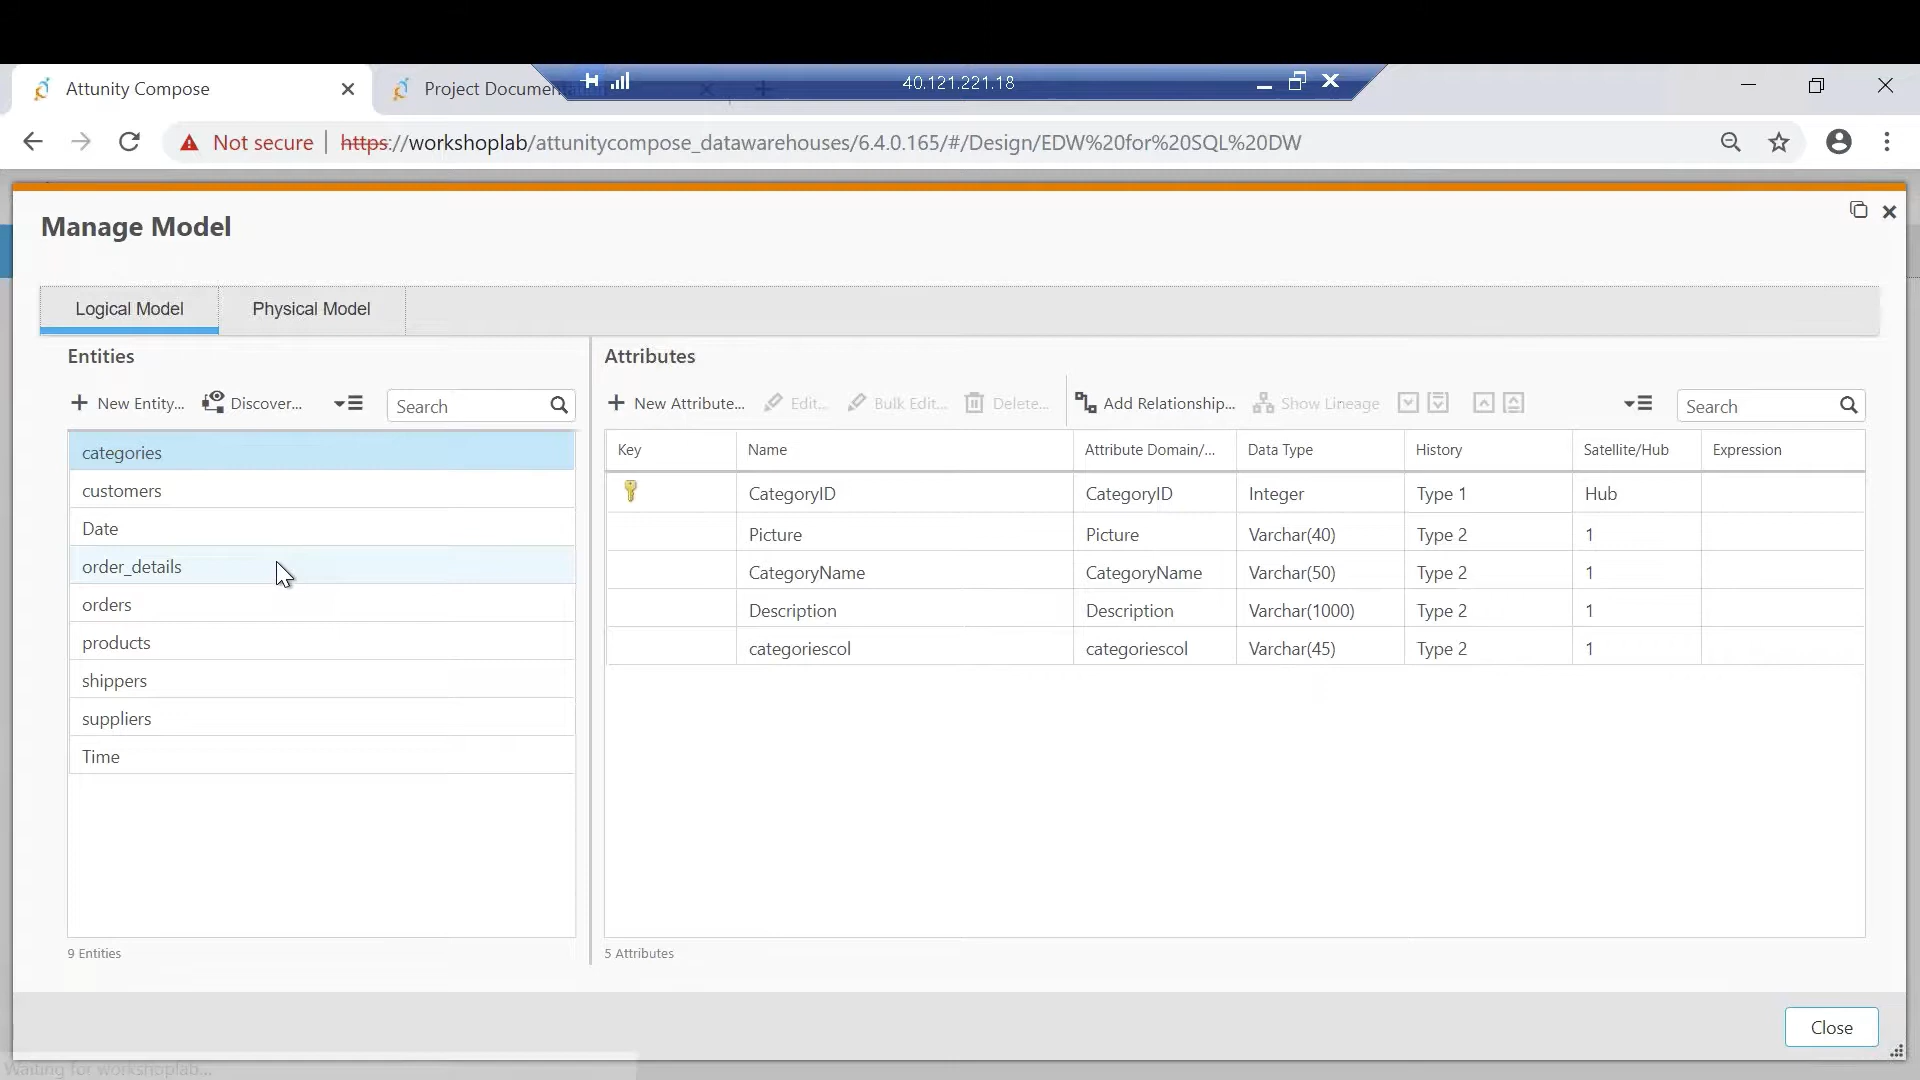 Attunity Compose
Project Documen
40.121.221.18
Not secure
https://workshoplab/attunitycompose_datawarehouses/6.4.0.165/#/Design/EDW%20for%20SQL%20DW
Manage Model
Logical Model
Physical Model
Entities
New Entity...
Discover...
Search
categories
customers
Date
order_details
orders
products
shippers
suppliers
Time
9 Entities
Attributes
New Attribute...
Edit...
Bulk Edit...
Delete...
Add Relationship...
Show Lineage
Search
Key Name Attribute Domain/... Data Type History Satellite/Hub Expression
CategoryID CategoryID Integer Type 1 Hub
Picture Picture Varchar(40) Type 2 1
CategoryName CategoryName Varchar(50) Type 2 1
Description Description Varchar(1000) Type 2 1
categoriescol categoriescol Varchar(45) Type 2 1
5 Attributes
Close
Waiting for workshoplab...